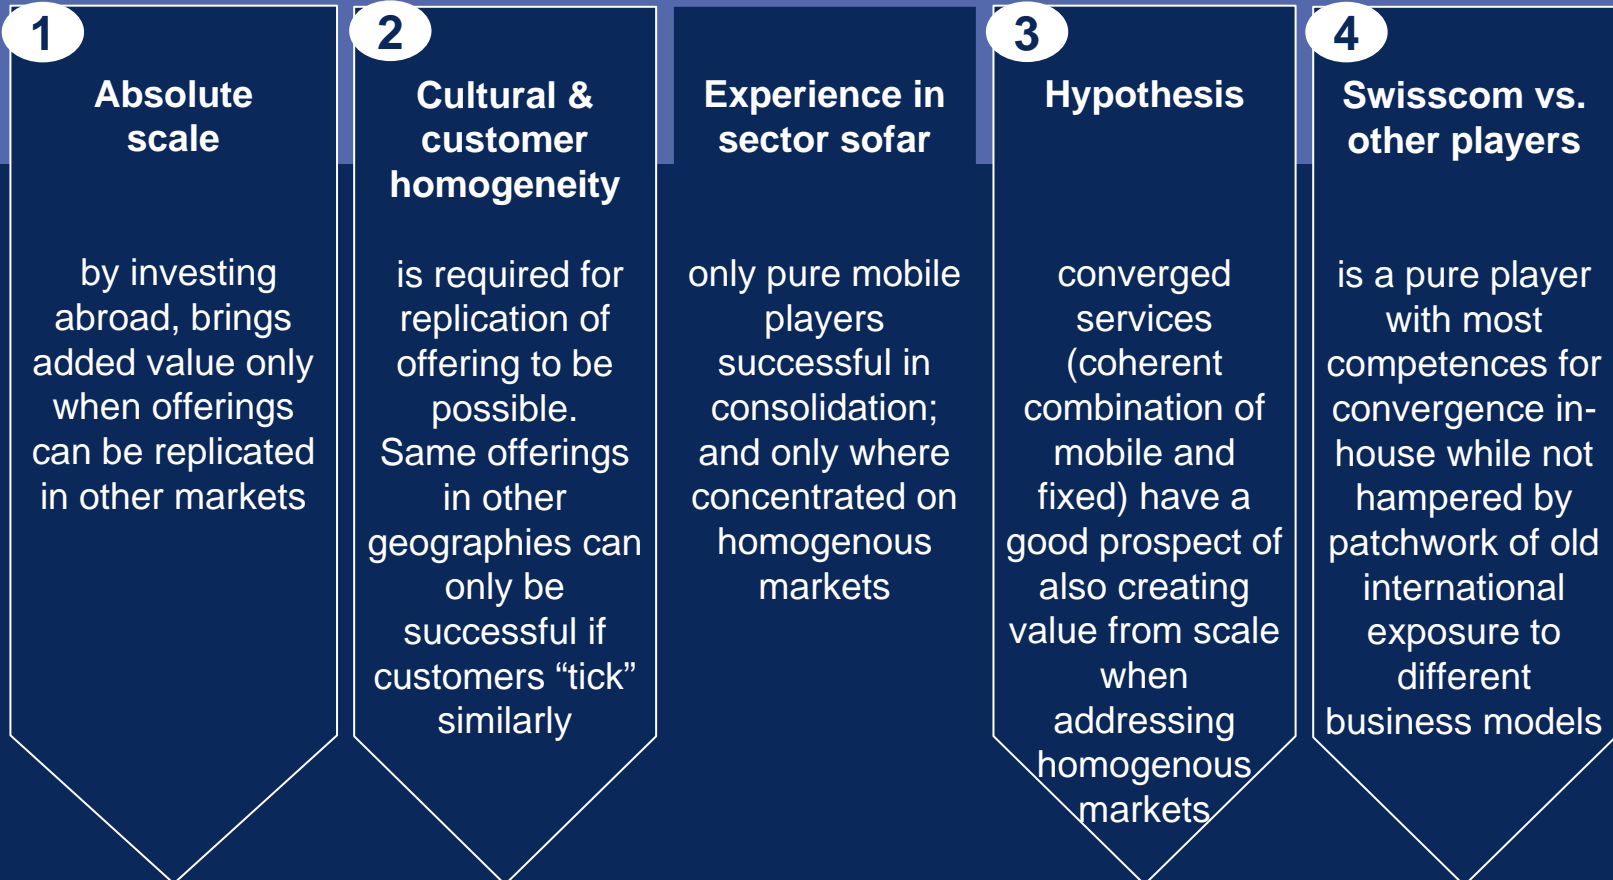 1
Absolute
scale
by investing
abroad, brings
added value only
when offerings
can be replicated
in other markets
2
Cultural &
customer
homogeneity
is required for
replication of
offering to be
possible.
Same offerings
in other
geographies can
only be
successful if
customers “tick”
similarly
Experience in
sector sofar
only pure mobile
players
successful in
consolidation;
and only where
concentrated on
homogenous
markets
3
Hypothesis
converged
services
(coherent
combination of
mobile and
fixed) have a
good prospect of
also creating
value from scale
when
addressing
homogenous
markets
4
Swisscom vs.
other players
is a pure player
with most
competences for
convergence in-
house while not
hampered by
patchwork of old
international
exposure to
different
business models